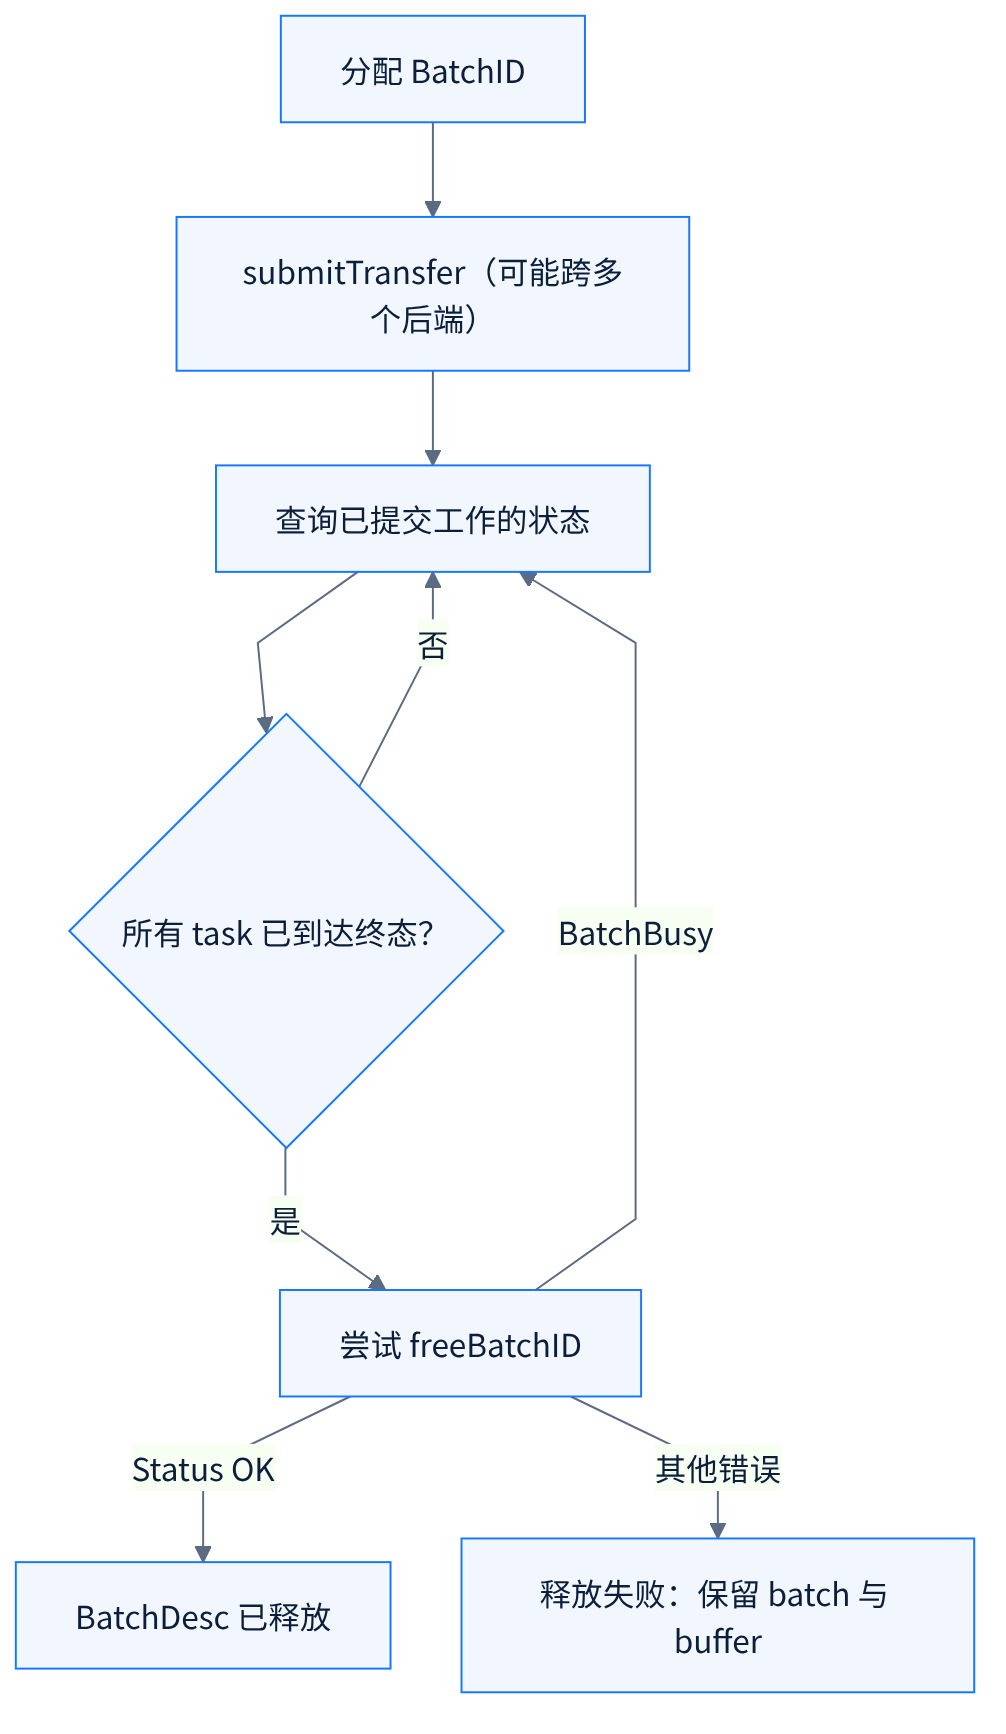 分配 BatchID
submitTransfer（可能跨多
个后端）
查询已提交工作的状态
否
所有 task 已到达终态？
BatchBusy
是
尝试 freeBatchID
Status OK
其他错误
BatchDesc 已释放
释放失败：保留 batch 与
buffer